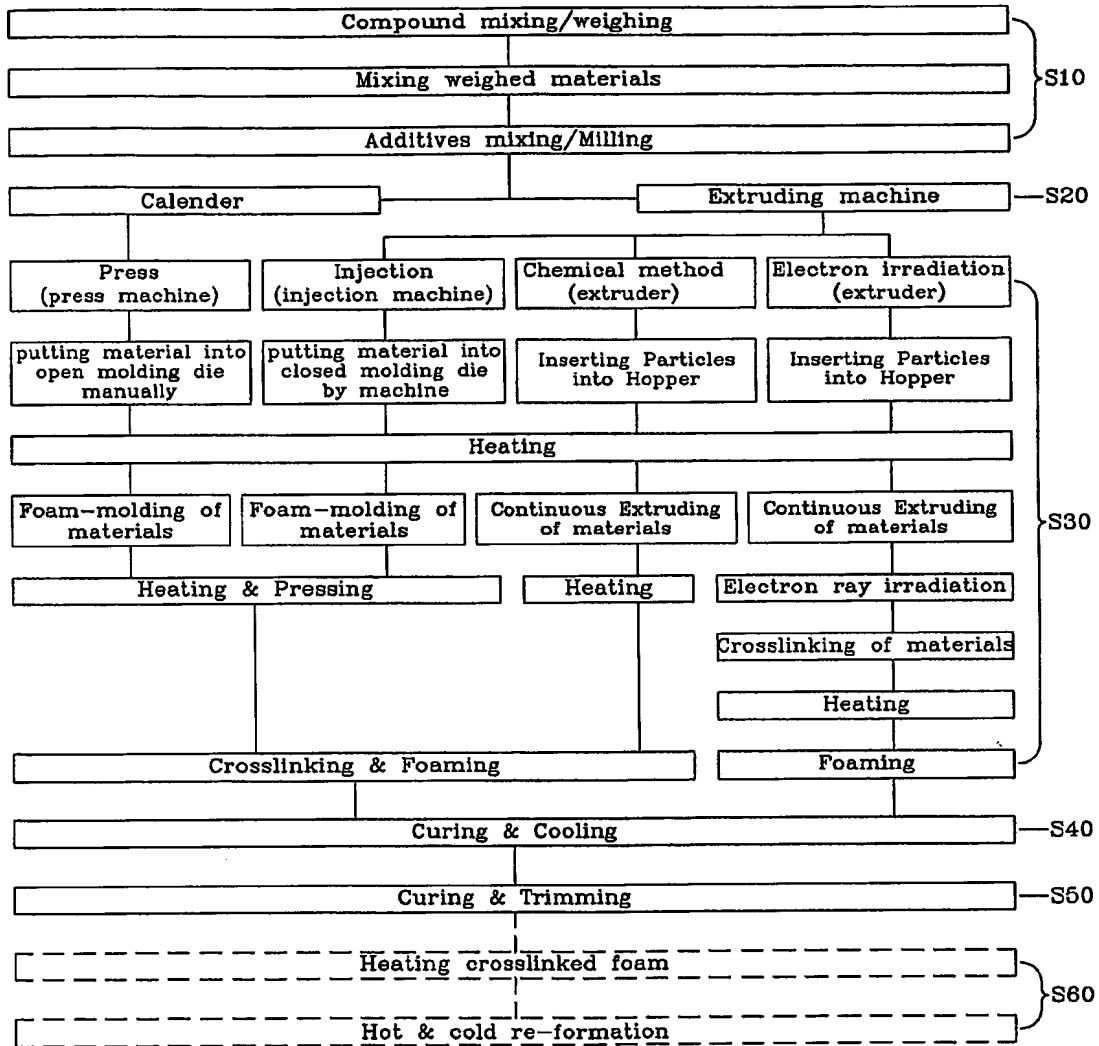 Compound mixing/weighing
Mixing weighed materials
S10
Additives mixing/Milling
Calender
Extruding machine
S20
Press
(press machine)
Injection
(injection machine)
Chemical method
(extruder)
Electron irradiation
(extruder)
putting material into
open molding die
manually
putting material into
closed molding die
by machine
Inserting Particles
into Hopper
Inserting Particles
into Hopper
Heating
Foam-molding of
materials
Foam-molding of
materials
Continuous Extruding
of materials
Continuous Extruding
of materials
S30
Heating & Pressing
Heating
Electron ray irradiation
Crosslinking of materials
Heating
Crosslinking & Foaming
Foaming
Curing & Cooling
S40
Curing & Trimming
S50
Heating crosslinked foam
S60
Hot & cold re-formation